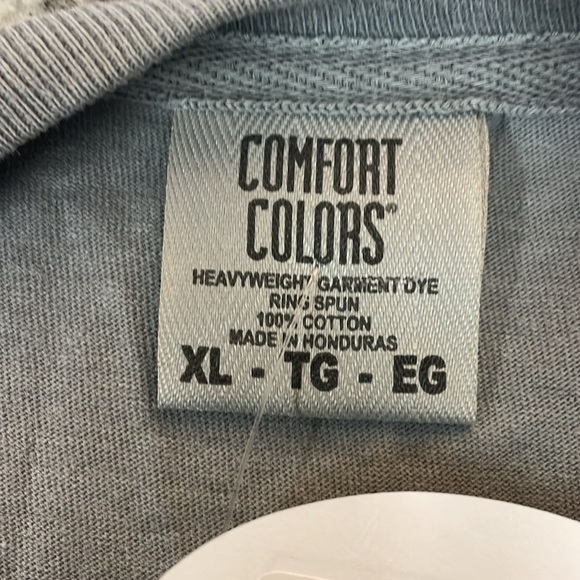 COMFORT
COLORS®
HEAVYWEIGHT GARMENT DYE
RING SPUN
100% COTTON
MADE IN HONDURAS
XL - TG - EG